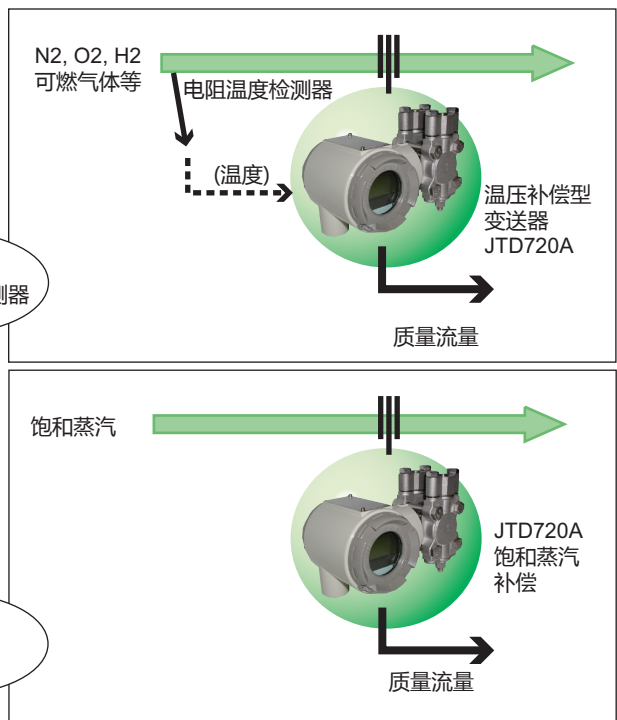 N2, O2, H2
可燃气体等
电阻温度检测器
(温度)
温压补偿型
变送器
JTD720A
测器
质量流量
饱和蒸汽
JTD720A
饱和蒸汽
补偿
质量流量